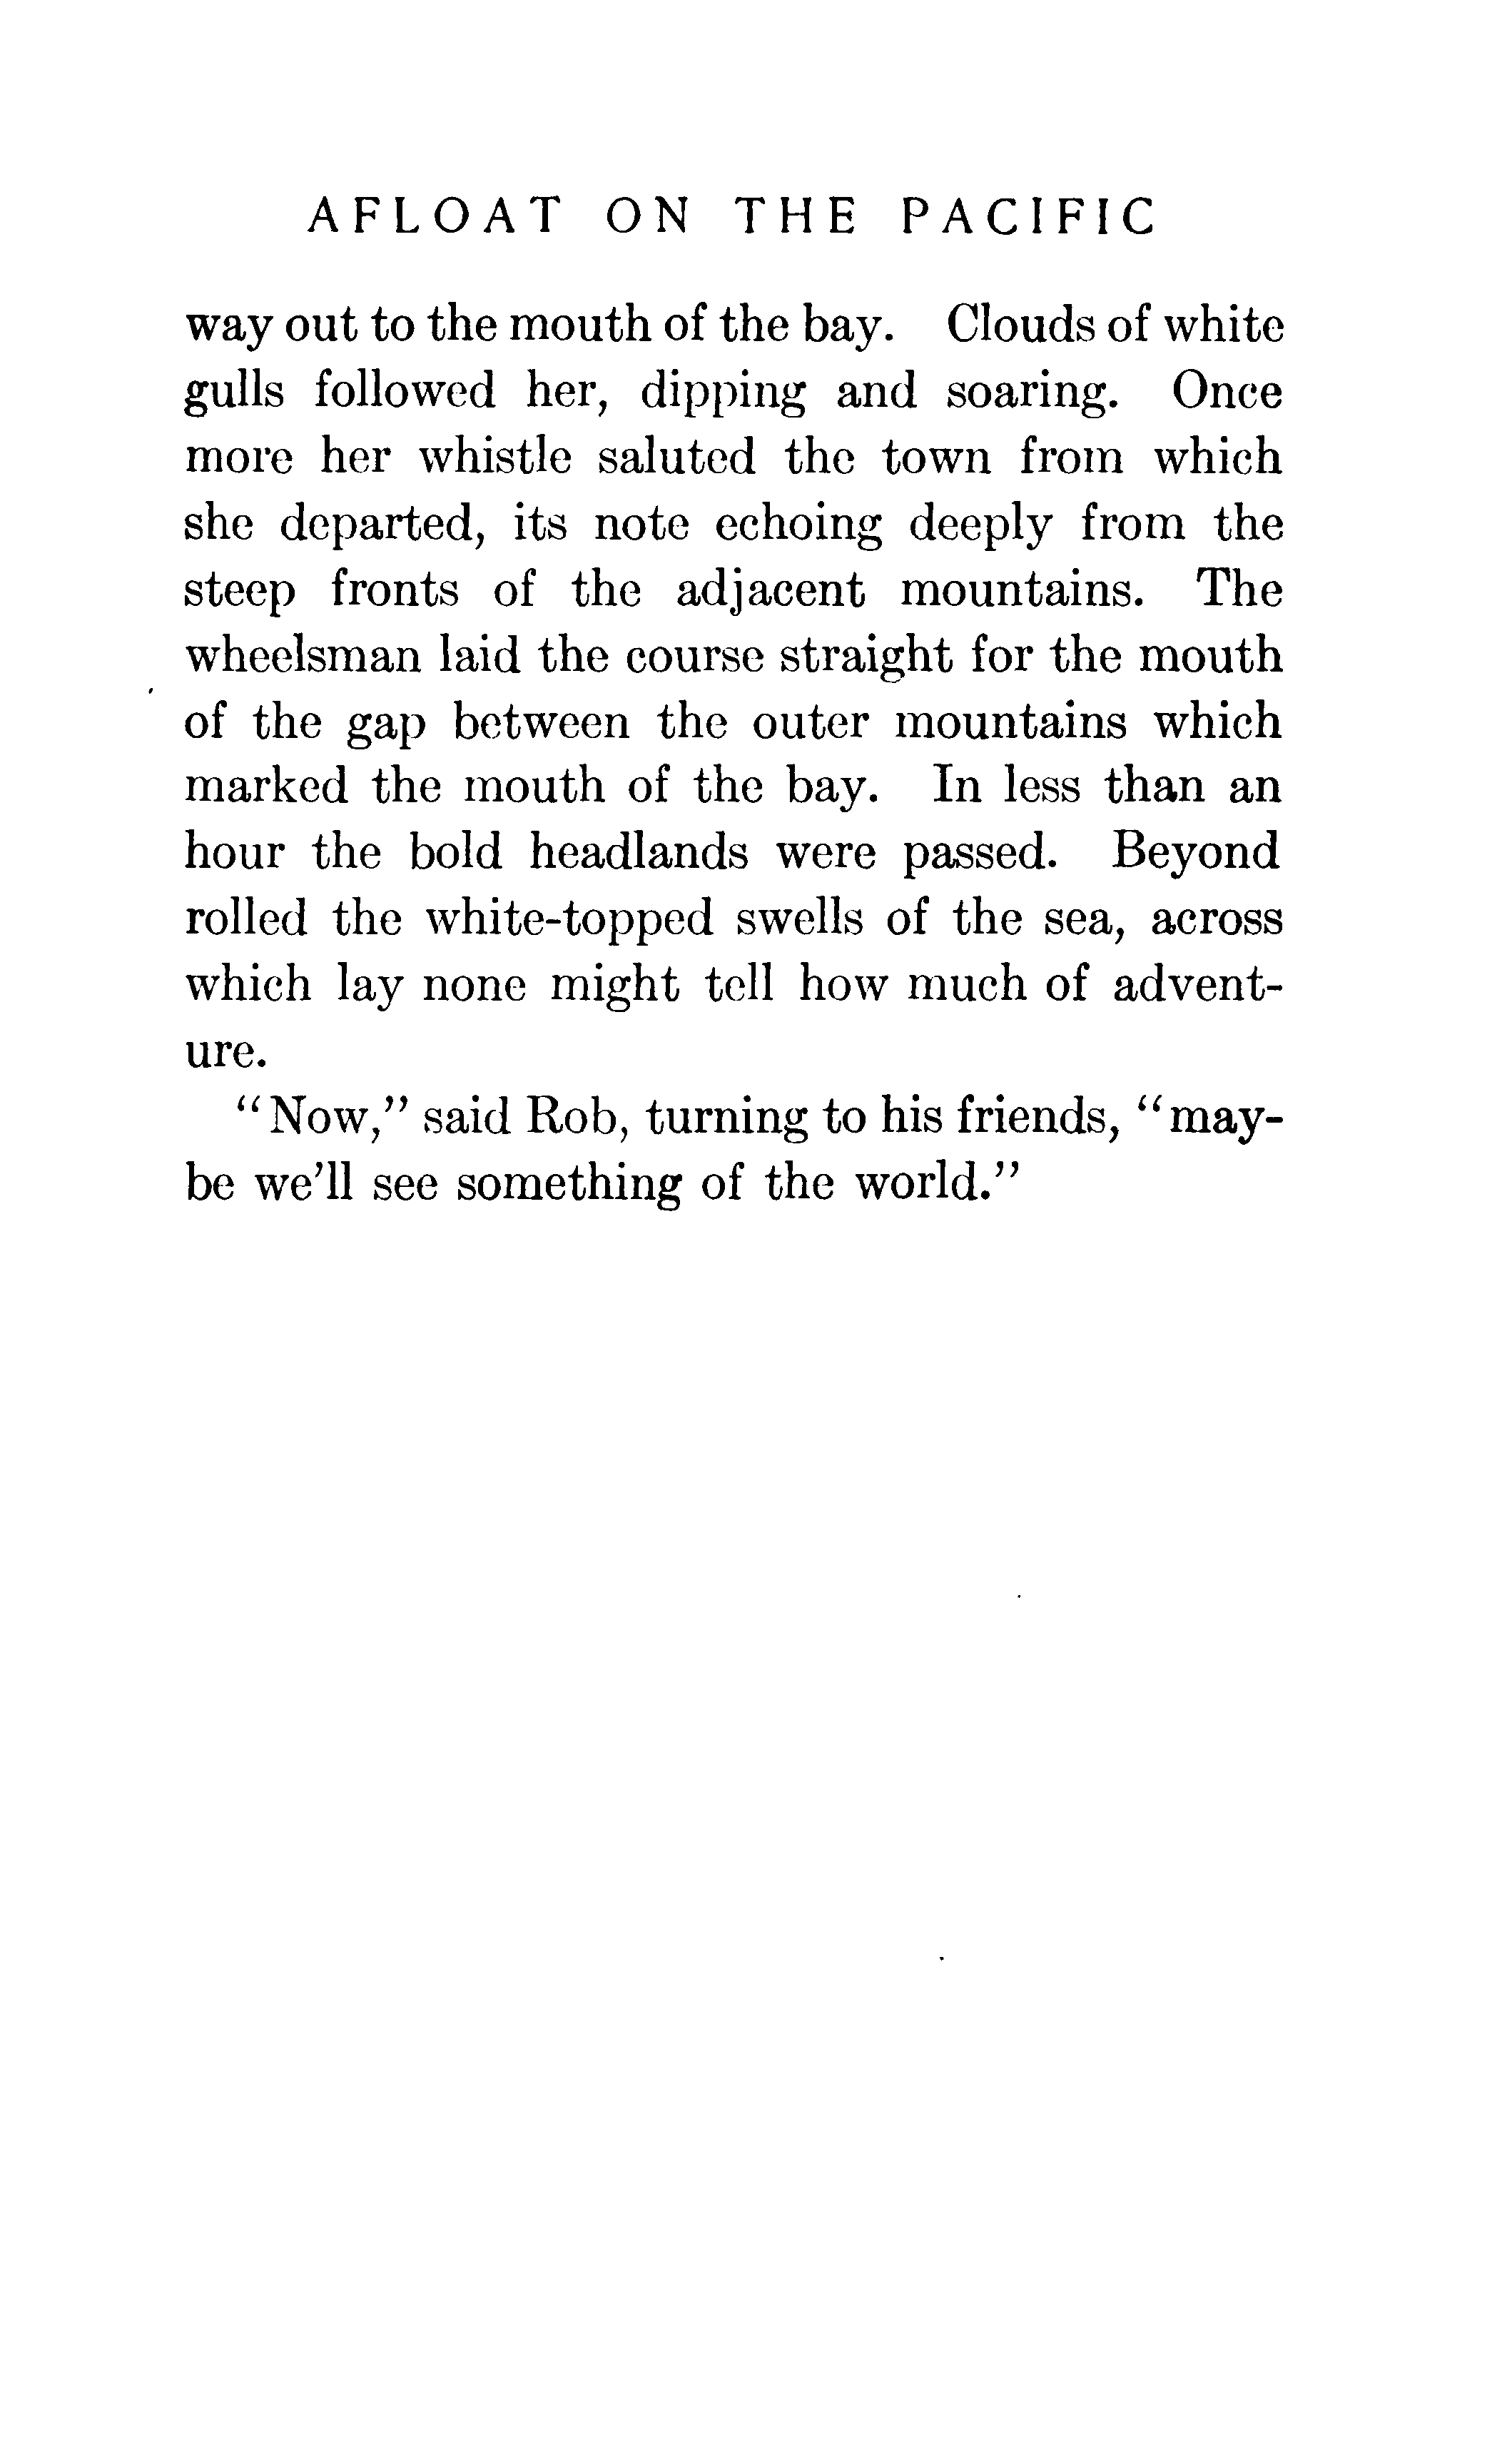 AFLOAT ON THE PACIFIC
way out to the mouth of the bay. Clouds of white
gulls followed her, dipping and soaring. Once
more her whistle saluted the town from which
she departed, its note echoing deeply from the
steep fronts of the adjacent mountains. The
wheelsman laid the course straight for the mouth
of the gap between the outer mountains which
marked the mouth of the bay. In less than an
hour the bold headlands were passed. Beyond
rolled the white-topped swells of the sea, across
which lay none might tell how much of advent-
ure.
"Now," said Rob, turning to his friends, "may-
be we'll see something of the world."